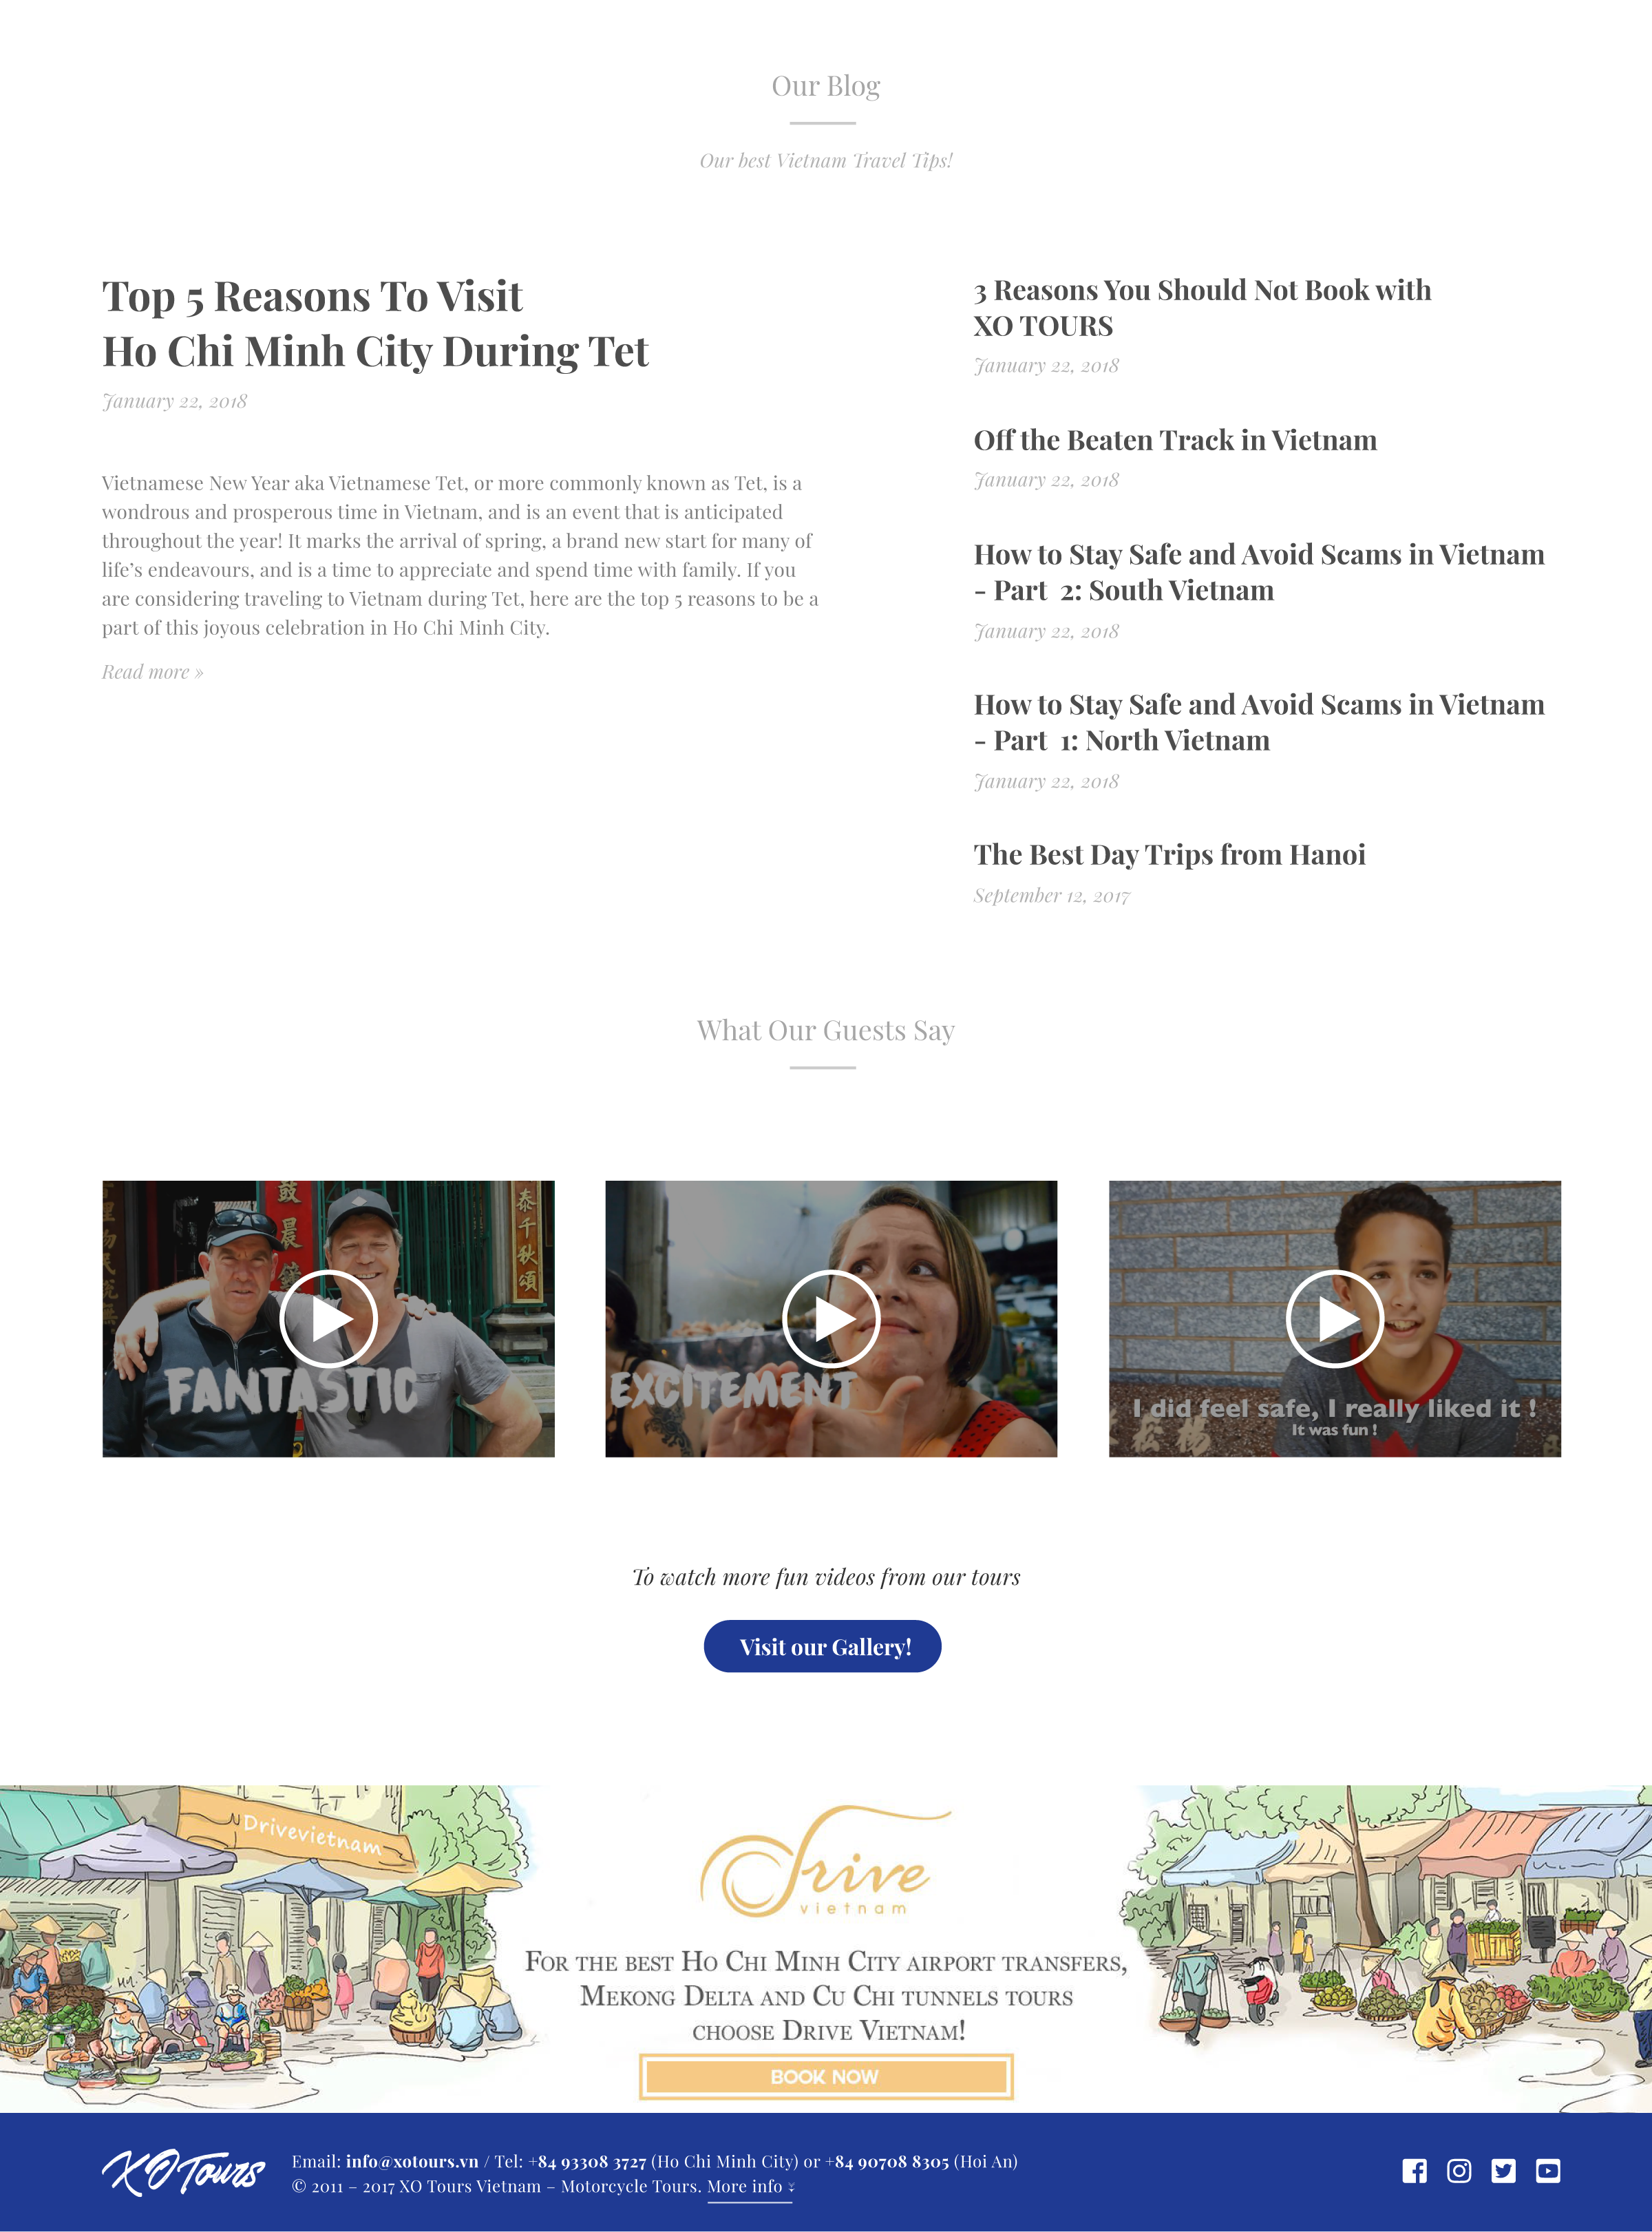 Our Blog
Our best Vietnam Travel Tips!
Top 5 Reasons To Visit
Ho Chi Minh City During Tet
January 22, 2018
Vietnamese New Year aka Vietnamese Tet, or more commonly known as Tet, is a
wondrous and prosperous time in Vietnam, and is an event that is anticipated
throughout the year! It marks the arrival of spring, a brand new start for many of
life’s endeavours, and is a time to appreciate and spend time with family. If you
are considering traveling to Vietnam during Tet, here are the top 5 reasons to be a
part of this joyous celebration in Ho Chi Minh City.
Read more »
3 Reasons You Should Not Book with
XO TOURS
January 22, 2018
Off the Beaten Track in Vietnam
January 22, 2018
How to Stay Safe and Avoid Scams in Vietnam
- Part 2: South Vietnam
January 22, 2018
How to Stay Safe and Avoid Scams in Vietnam
- Part 1: North Vietnam
January 22, 2018
The Best Day Trips from Hanoi
September 12, 2017
What Our Guests Say
鼓晨鐘
泰千秋頌
FANTASTIC
EXCITEMENT
I did feel safe, I really liked it !
It was fun !
To watch more fun videos from our tours
Visit our Gallery!
Drivevietnam
Drive
vietnam
For the best Ho Chi Minh City airport transfers,
Mekong Delta and Cu Chi tunnels tours
choose Drive Vietnam!
BOOK NOW
XO Tours
Email: info@xotours.vn / Tel: +84 93308 3727 (Ho Chi Minh City) or +84 90708 8305 (Hoi An)
© 2011 – 2017 XO Tours Vietnam – Motorcycle Tours. More info